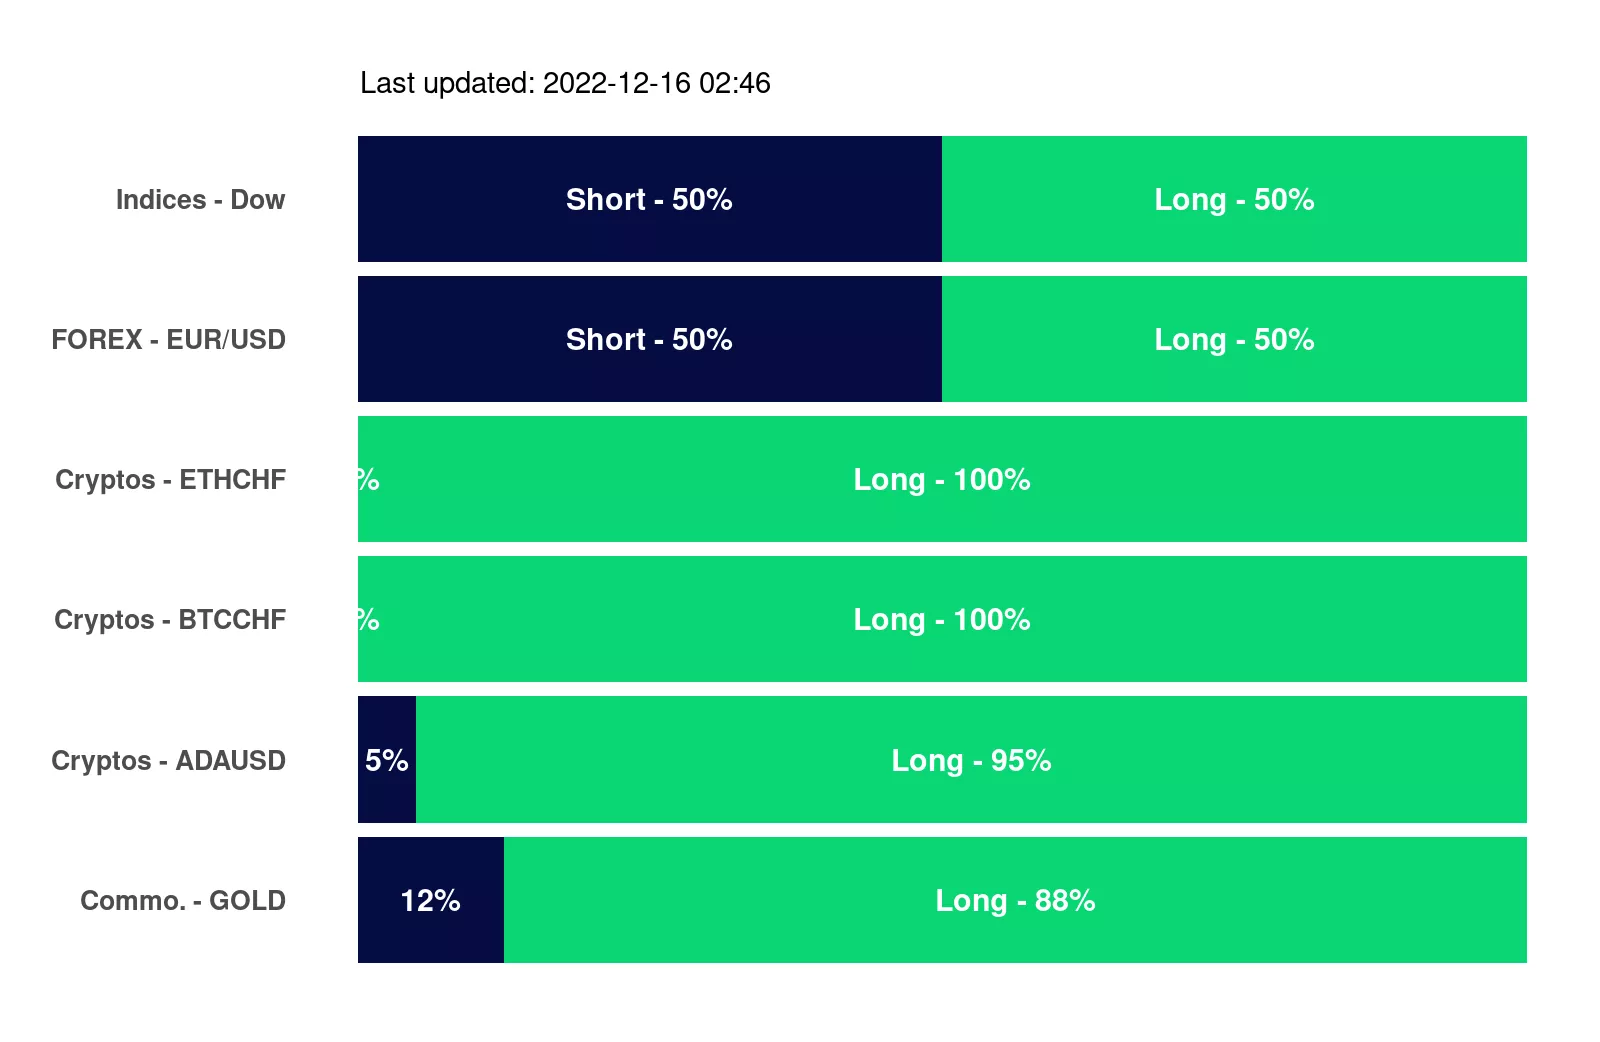 Last updated: 2022-12-16 02:46
Indices - Dow Short - 50% Long - 50%
FOREX - EUR/USD Short - 50% Long - 50%
Cryptos - ETHCHF % Long - 100%
Cryptos - BTCCHF % Long - 100%
Cryptos - ADAUSD 5% Long - 95%
Commo. - GOLD 12% Long - 88%